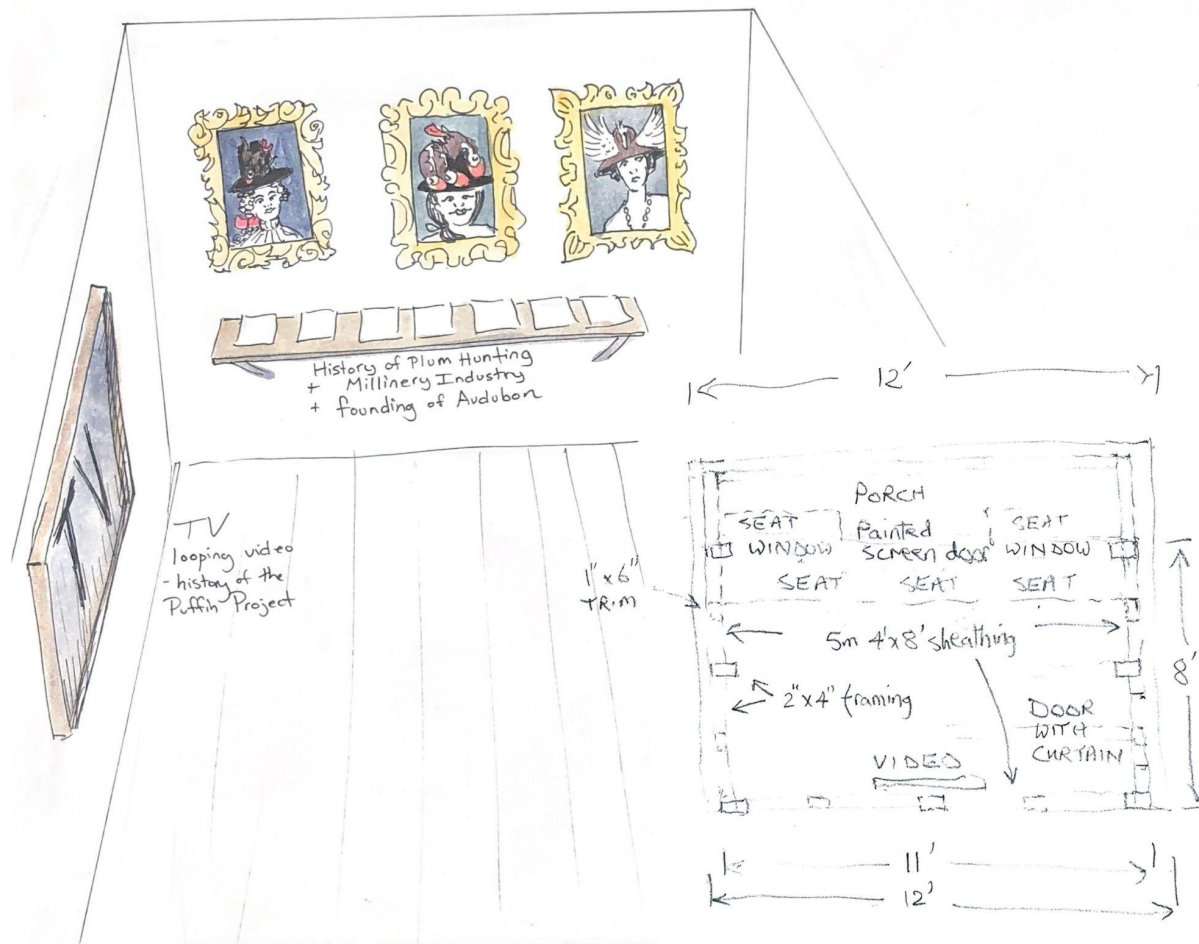 History of Plum Hunting
+ Millinery Industry
+ founding of Audubon
TV
TV
looping video
- history of the
Puffin Project
12'
PORCH
SEAT
WINDOW
Painted
screen door
SEAT
WINDOW
SEAT SEAT SEAT
1" x 6"
TRIM
5m 4'x8' sheathing
8'
2"x4" framing
DOOR
WITH
CURTAIN
VIDEO
11'
12'